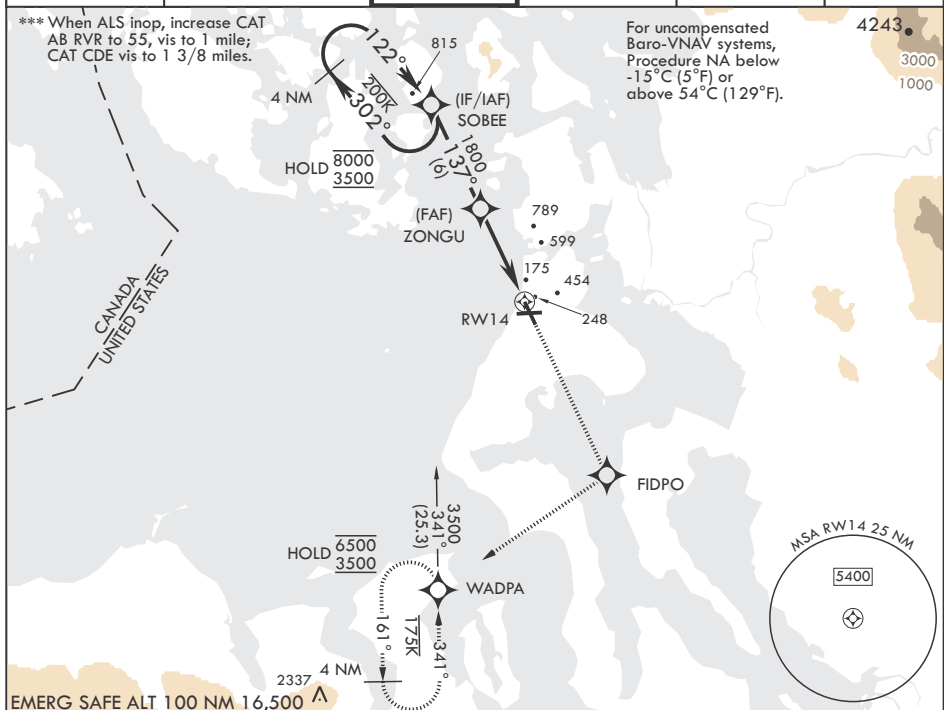 *** When ALS inop, increase CAT
AB RVR to 55, vis to 1 mile;
CAT CDE vis to 1 3/8 miles.
For uncompensated
Baro-VNAV systems,
Procedure NA below
-15°C (5°F) or
above 54°C (129°F).
4243
3000
1000
122°
815
200K
302°
4 NM
(IF/IAF)
SOBEE
HOLD 8000
3500
1800
137°
(6)
(FAF)
ZONGU
789
599
175
454
248
RW14
CANADA
UNITED STATES
FIDPO
3500
341°
(25.3)
HOLD 6500
3500
WADPA
161°
175K
341°
4 NM
2337
MSA RW14 25 NM
5400
EMERG SAFE ALT 100 NM 16,500